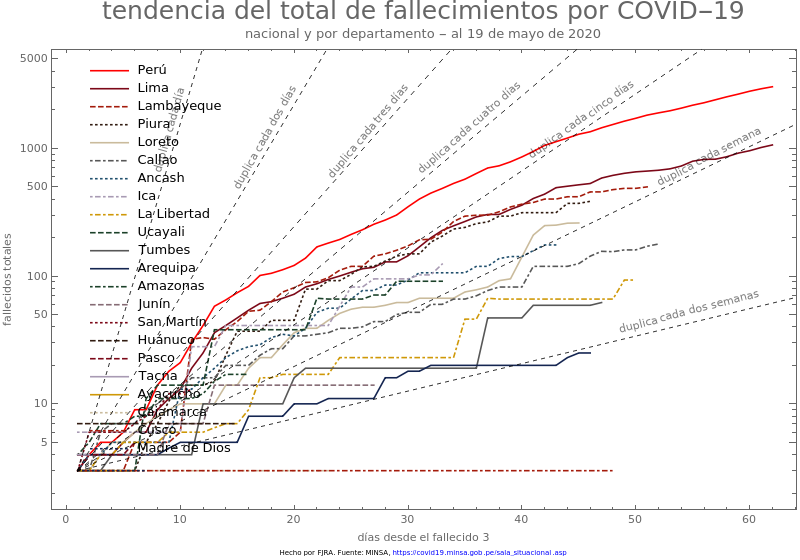 tendencia del total de fallecimientos por COVID−19
nacional y por departamento − al 19 de mayo de 2020
fallecidos totales
5000
1000
500
100
50
10
5
Perú
Lima
Lambayeque
Piura
Loreto
Callao
Ancash
Ica
La Libertad
Ucayali
Tumbes
Arequipa
Amazonas
Junín
San Martín
Huánuco
Pasco
Tacna
Ayacucho
Cajamarca
Cusco
Madre de Dios
duplica cada día
duplica cada dos días
duplica cada tres días
duplica cada cuatro días
duplica cada cinco días
duplica cada semana
duplica cada dos semanas
0 10 20 30 40 50 60
días desde el fallecido 3
Hecho por FJRA. Fuente: MINSA, https://covid19.minsa.gob.pe/sala_situacional.asp